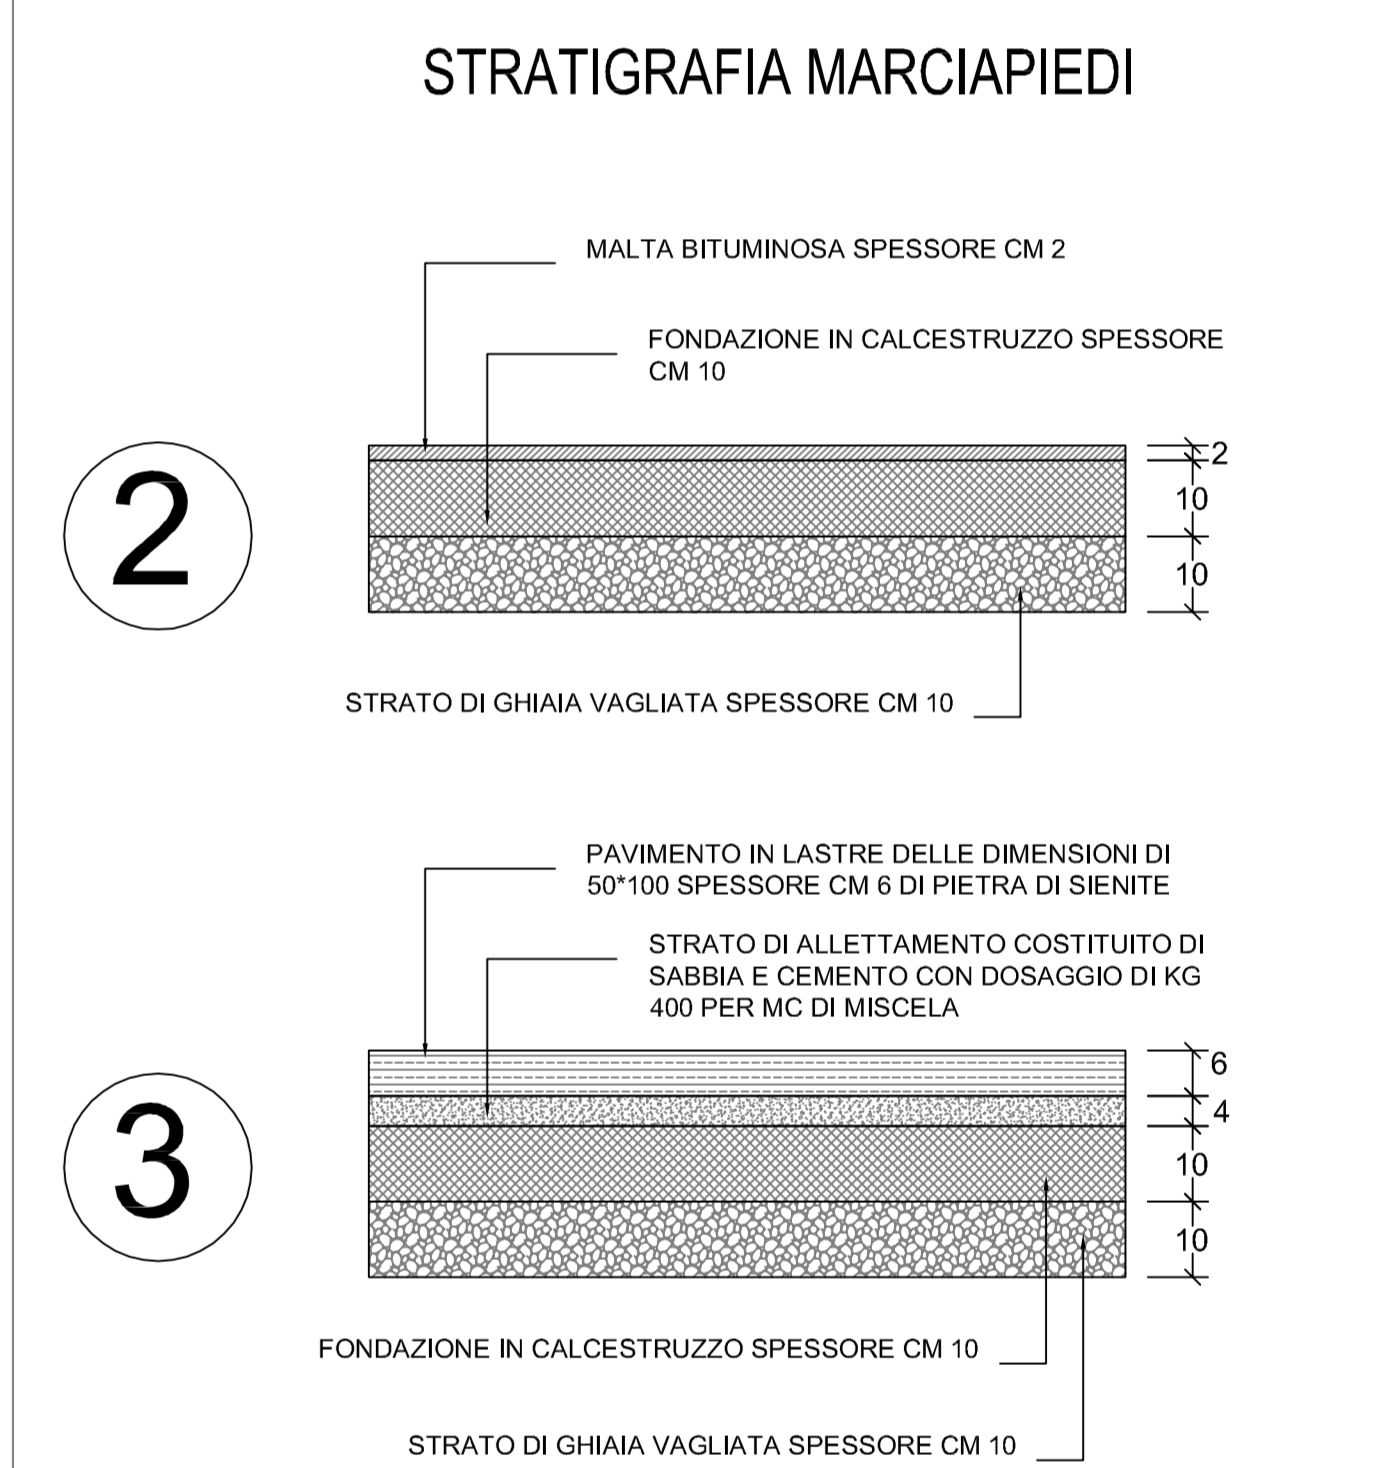 STRATIGRAFIA MARCIAPIEDI
MALTA BITUMINOSA SPESSORE CM 2
FONDAZIONE IN CALCESTRUZZO SPESSORE
CM 10
2
2
10
10
STRATO DI GHIAIA VAGLIATA SPESSORE CM 10
PAVIMENTO IN LASTRE DELLE DIMENSIONI DI
50*100 SPESSORE CM 6 DI PIETRA DI SIENITE
STRATO DI ALLETTAMENTO COSTITUITO DI
SABBIA E CEMENTO CON DOSAGGIO DI KG
400 PER MC DI MISCELA
3
6
4
10
10
FONDAZIONE IN CALCESTRUZZO SPESSORE CM 10
STRATO DI GHIAIA VAGLIATA SPESSORE CM 10